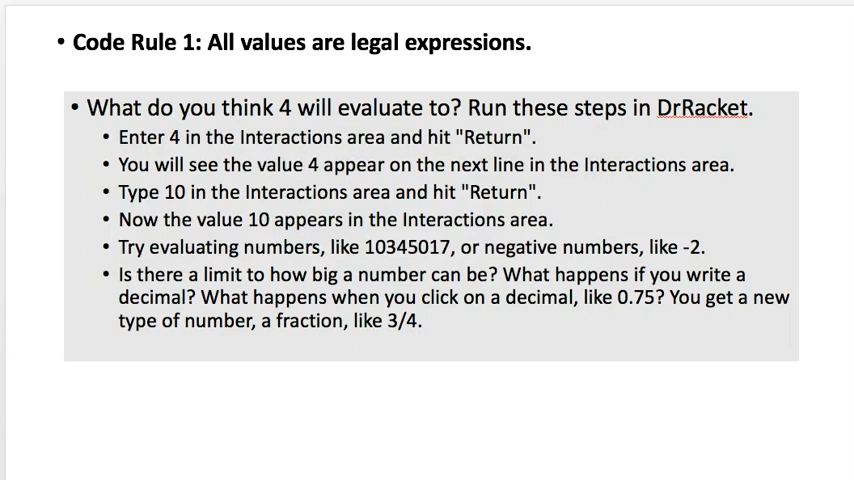 • Code Rule 1: All values are legal expressions.
• What do you think 4 will evaluate to? Run these steps in DrRacket.
• Enter 4 in the Interactions area and hit "Return".
• You will see the value 4 appear on the next line in the Interactions area.
• Type 10 in the Interactions area and hit "Return".
• Now the value 10 appears in the Interactions area.
• Try evaluating numbers, like 10345017, or negative numbers, like -2.
• Is there a limit to how big a number can be? What happens if you write a
decimal? What happens when you click on a decimal, like 0.75? You get a new
type of number, a fraction, like 3/4.